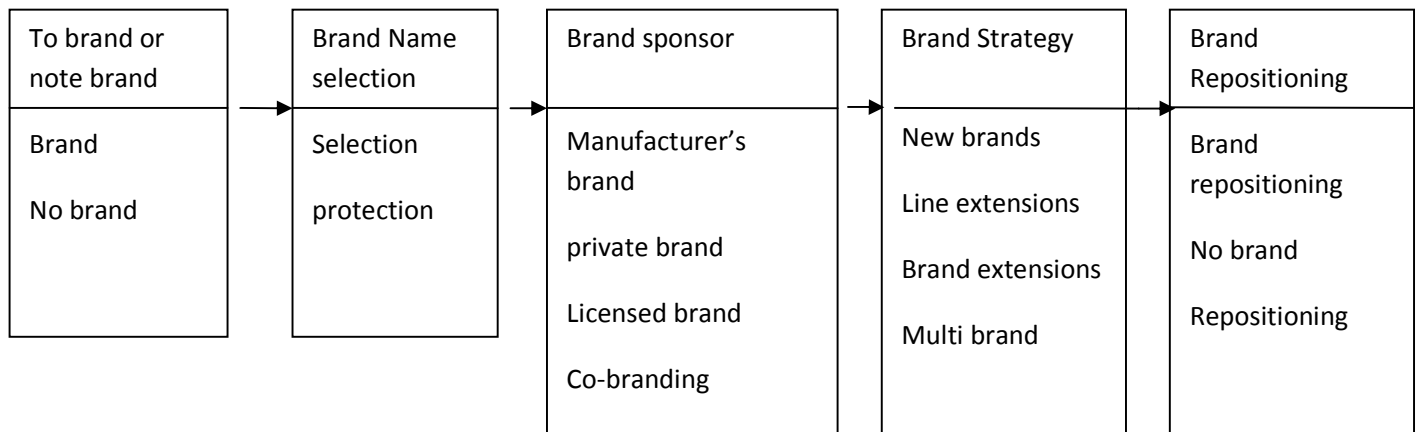 To brand or
note brand
Brand
No brand
Brand Name
selection
Selection
protection
Brand sponsor
Manufacturer’s
brand
private brand
Licensed brand
Co-branding
Brand Strategy
New brands
Line extensions
Brand extensions
Multi brand
Brand
Repositioning
Brand
repositioning
No brand
Repositioning